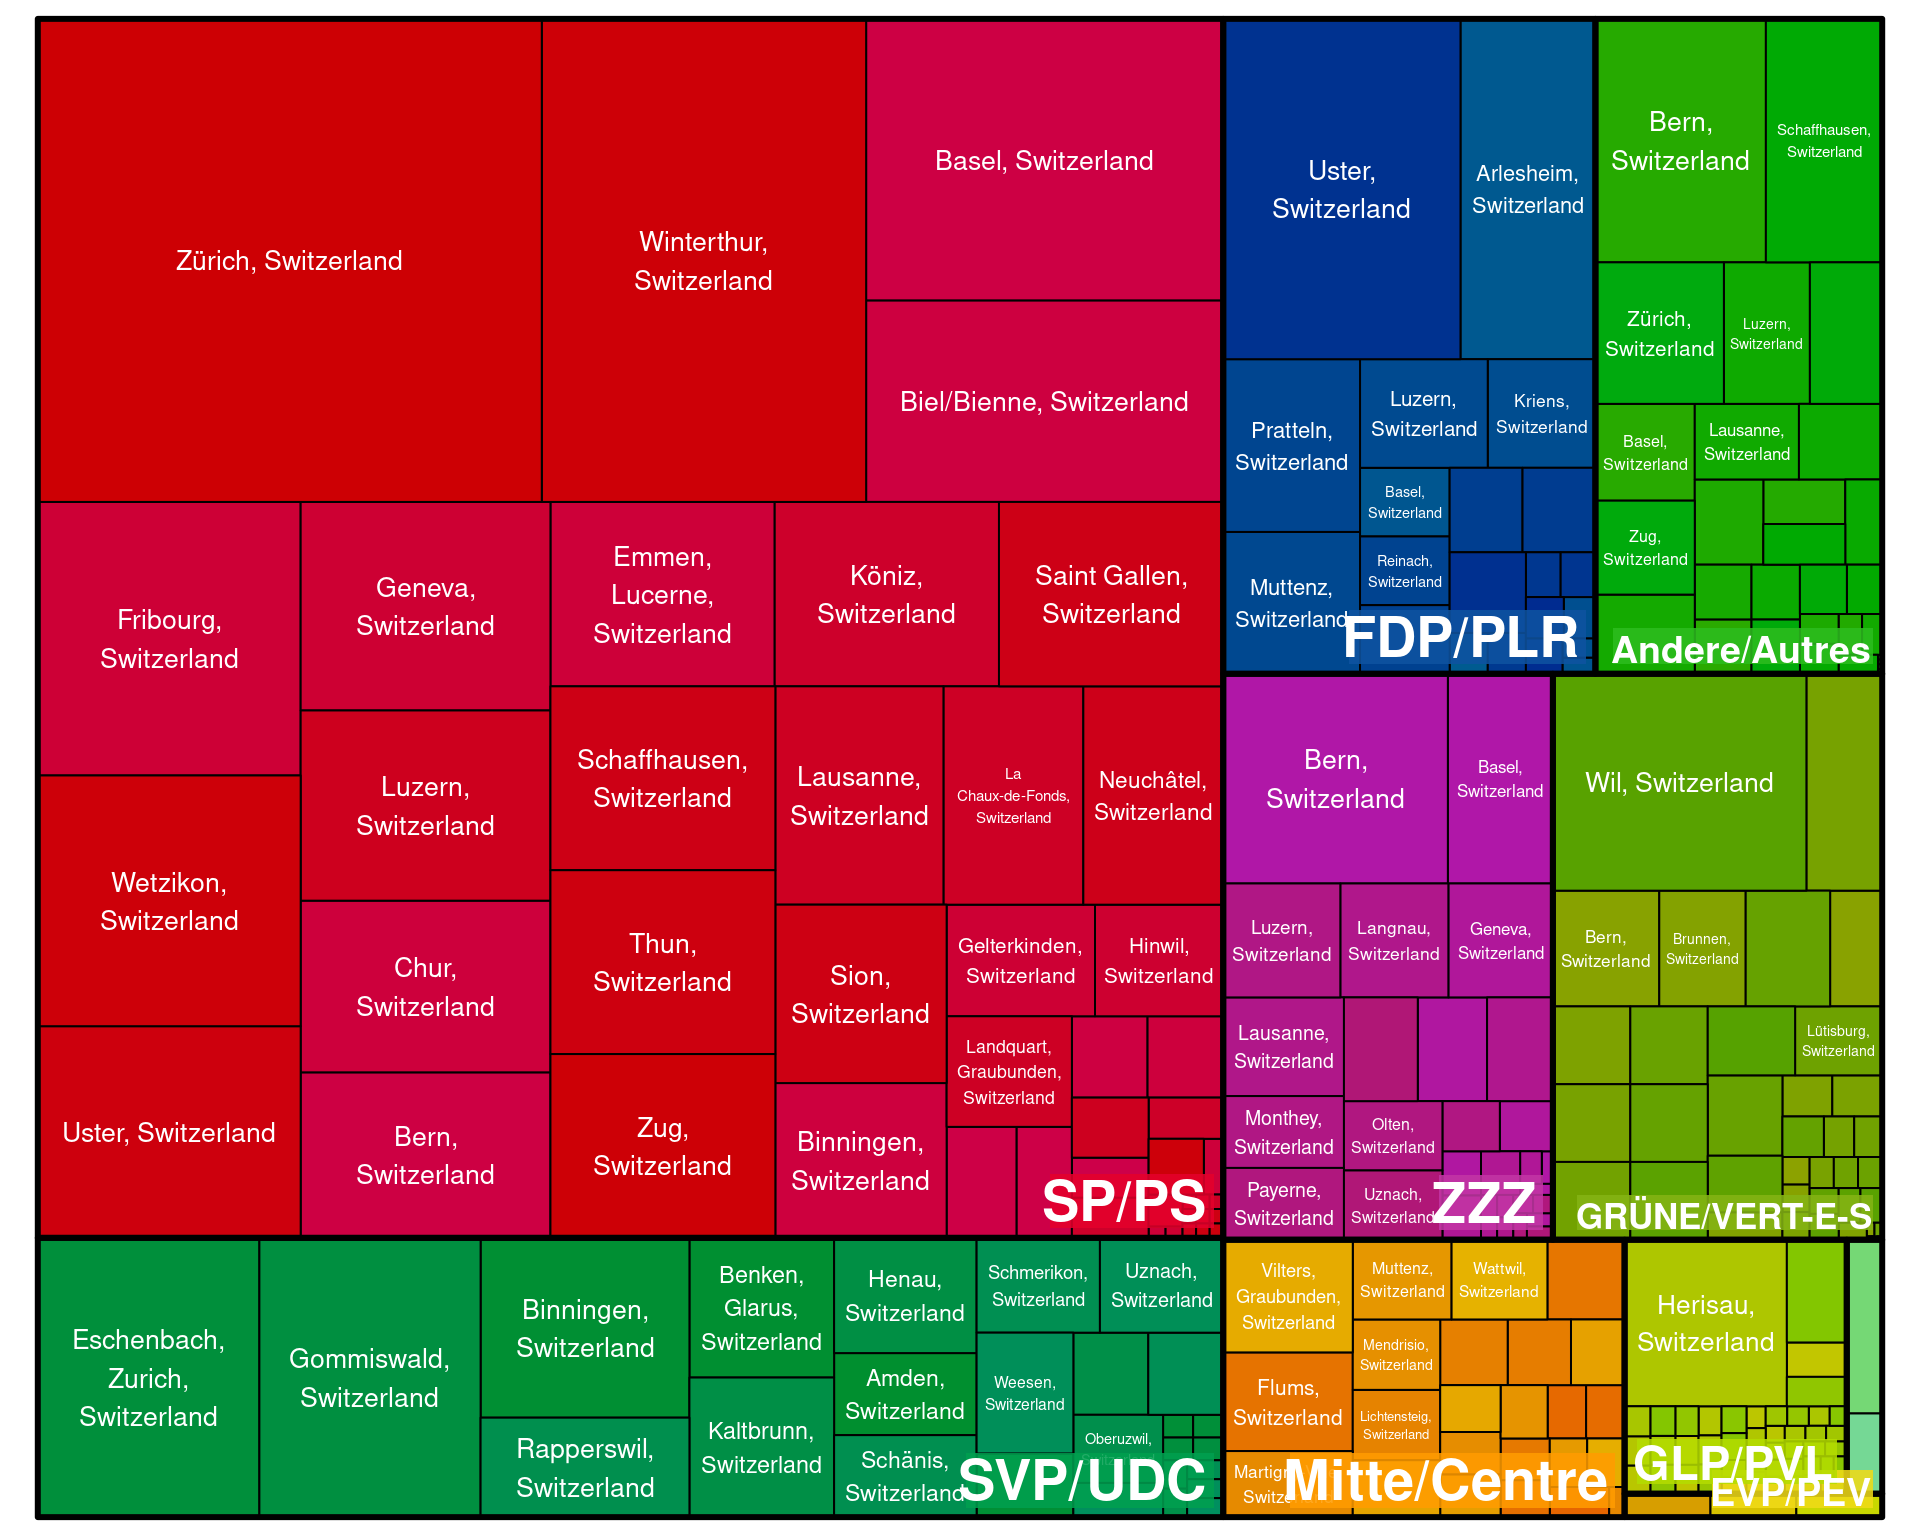 Zürich, Switzerland
Winterthur,
Switzerland
Basel, Switzerland
Biel/Bienne, Switzerland
Fribourg,
Switzerland
Geneva,
Switzerland
Emmen,
Lucerne,
Switzerland
Köniz,
Switzerland
Saint Gallen,
Switzerland
Wetzikon,
Switzerland
Luzern,
Switzerland
Schaffhausen,
Switzerland
Lausanne,
Switzerland
La
Chaux-de-Fonds,
Switzerland
Neuchâtel,
Switzerland
Uster, Switzerland
Chur,
Switzerland
Thun,
Switzerland
Sion,
Switzerland
Gelterkinden,
Switzerland
Hinwil,
Switzerland
Landquart,
Graubunden,
Switzerland
Bern,
Switzerland
Zug,
Switzerland
Binningen,
Switzerland
SP/PS
Uster,
Switzerland
Arlesheim,
Switzerland
Pratteln,
Switzerland
Luzern,
Switzerland
Kriens,
Switzerland
Basel,
Switzerland
Reinach,
Switzerland
Muttenz,
Switzerland
FDP/PLR
Bern,
Switzerland
Schaffhausen,
Switzerland
Zürich,
Switzerland
Luzern,
Switzerland
Basel,
Switzerland
Lausanne,
Switzerland
Zug,
Switzerland
Andere/Autres
Bern,
Switzerland
Basel,
Switzerland
Luzern,
Switzerland
Langnau,
Switzerland
Geneva,
Switzerland
Lausanne,
Switzerland
Monthey,
Switzerland
Olten,
Switzerland
Payerne,
Switzerland
Uznach,
Switzerland
ZZZ
Wil, Switzerland
Bern,
Switzerland
Brunnen,
Switzerland
Lütisburg,
Switzerland
GRÜNE/VERT-E-S
Eschenbach,
Zurich,
Switzerland
Gommiswald,
Switzerland
Binningen,
Switzerland
Rapperswil,
Switzerland
Benken,
Glarus,
Switzerland
Kaltbrunn,
Switzerland
Henau,
Switzerland
Amden,
Switzerland
Schänis,
Switzerland
Schmerikon,
Switzerland
Uznach,
Switzerland
Weesen,
Switzerland
Oberuzwil,
SVP/UDC
Vilters,
Graubunden,
Switzerland
Muttenz,
Switzerland
Wattwil,
Switzerland
Mendrisio,
Switzerland
Flums,
Switzerland
Lichtensteig,
Switzerland
Mitte/Centre
Herisau,
Switzerland
GLP/PVL
EVP/PEV